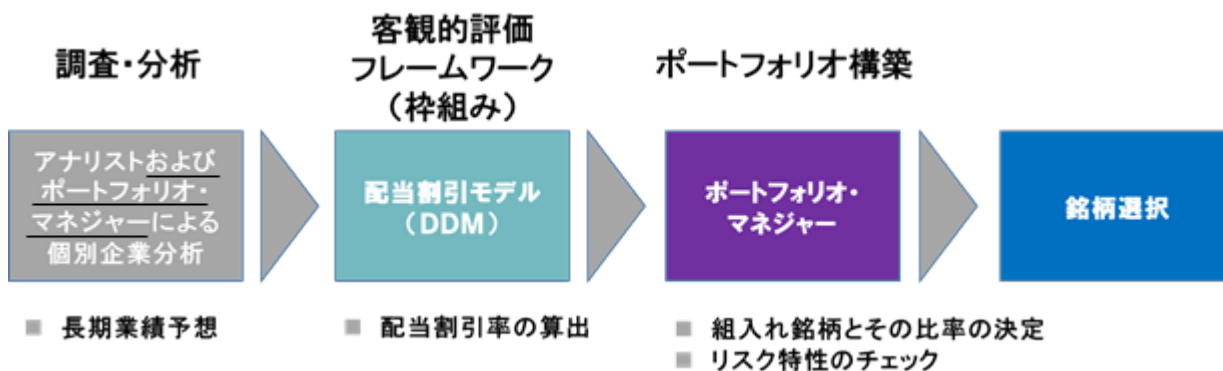 調査・分析
客観的評価
フレームワーク
（枠組み）
ポートフォリオ構築
アナリストおよび
ポートフォリオ・
マネジャーによる
個別企業分析
配当割引モデル
（DDM）
ポートフォリオ・
マネジャー
銘柄選択
■ 長期業績予想
■ 配当割引率の算出
■ 組入れ銘柄とその比率の決定
■ リスク特性のチェック